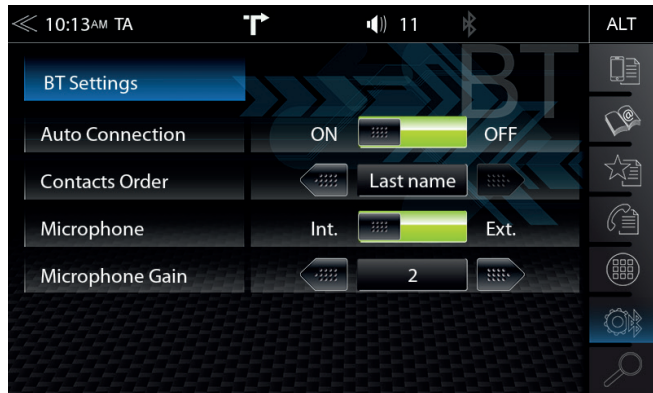 10:13AM TA 11 ALT
BT
BT Settings
Auto Connection ON OFF
Contacts Order Last name
Microphone Int. Ext.
Microphone Gain 2